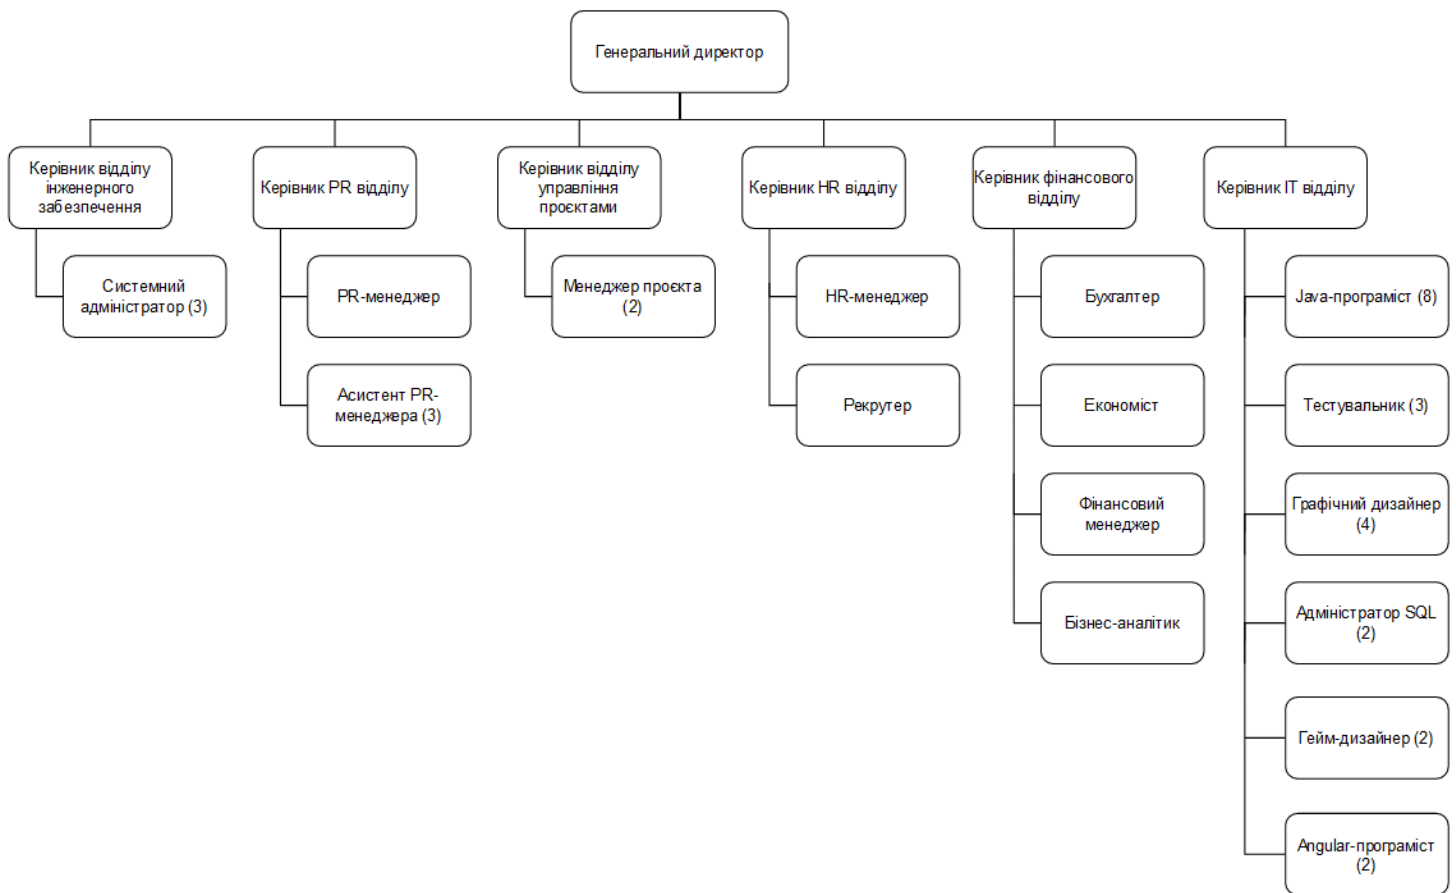 Генеральний директор
Керівник відділу
інженерного
забезпечення
Керівник PR відділу
Керівник відділу
управління
проєктами
Керівник HR відділу
Керівник фінансового
відділу
Керівник IT відділу
Системний
адміністратор (3)
PR-менеджер
Менеджер проєкта
(2)
HR-менеджер
Бухгалтер
Java-програміст (8)
Асистент PR-
менеджера (3)
Рекрутер
Економіст
Тестувальник (3)
Фінансовий
менеджер
Графічний дизайнер
(4)
Бізнес-аналітик
Адміністратор SQL
(2)
Гейм-дизайнер (2)
Angular-програміст
(2)